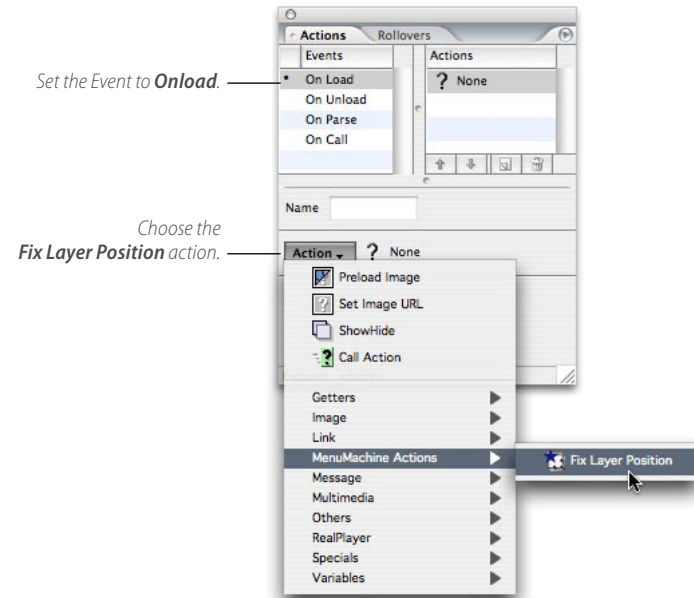 Actions Rollovers
Events Actions
Set the Event to Onload.
On Load ? None
On Unload
On Parse
On Call
Name
Choose the
Fix Layer Position action.
Action ? None
Preload Image
Set Image URL
ShowHide
Call Action
Getters
Image
Link
MenuMachine Actions Fix Layer Position
Message
Multimedia
Others
RealPlayer
Specials
Variables